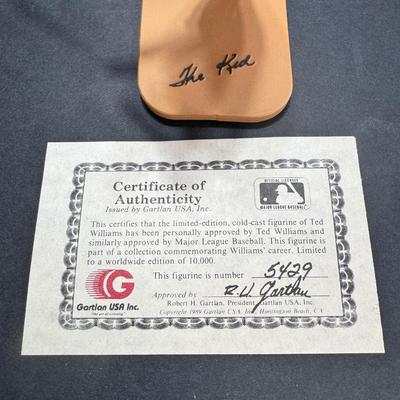 The Kid
Certificate of
Authenticity
Issued by Gartlan USA, Inc.
OFFICIAL LICENSEE
MAJOR LEAGUE BASEBALL
This certifies that the limited-edition, cold-cast figurine of Ted
Williams has been personally approved by Ted Williams and
similarly approved by Major League Baseball. This figurine is
part of a collection commemorating Williams' career. Limited
to a worldwide edition of 10,000.
This figurine is number 5429
Approved by R.H. Gartlan
Robert H. Gartlan, President, Gartlan USA, Inc.
Copyright 1989 Gartlan USA, Inc. Huntington Beach, CA
Gartlan USA Inc.